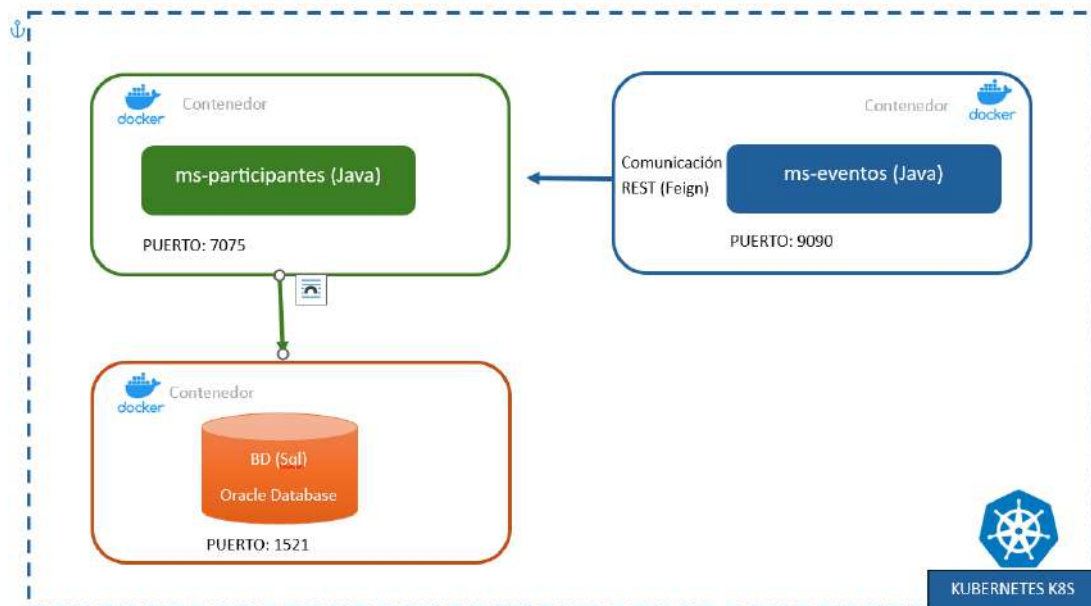 docker
Contenedor
ms-participantes (Java)
PUERTO: 7075
Contenedor
docker
Comunicación
REST (Feign)
ms-eventos (Java)
PUERTO: 9090
docker
Contenedor
BD (Sql)
Oracle Database
PUERTO: 1521
KUBERNETES K8S